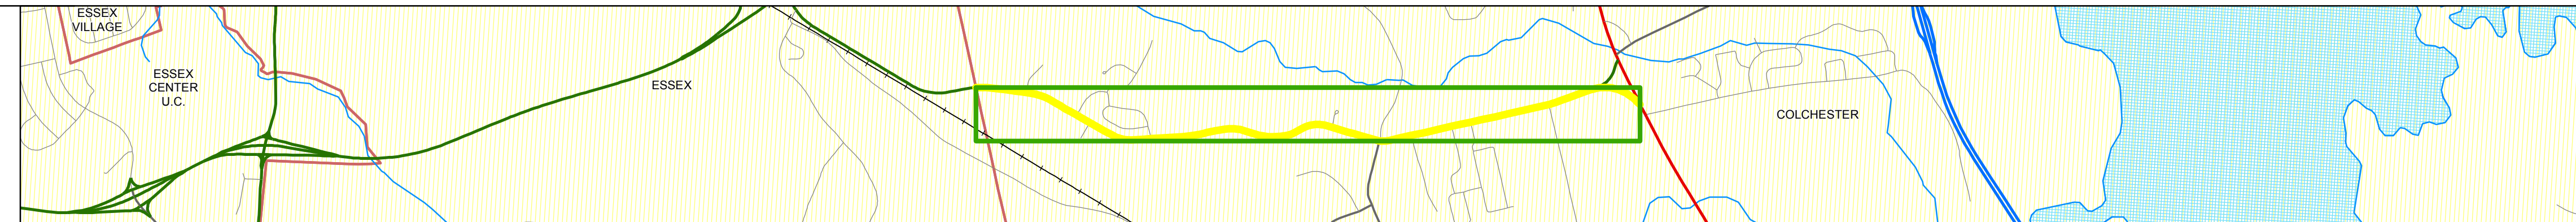 ESSEX
VILLAGE
ESSEX
CENTER
U.C.
ESSEX
COLCHESTER